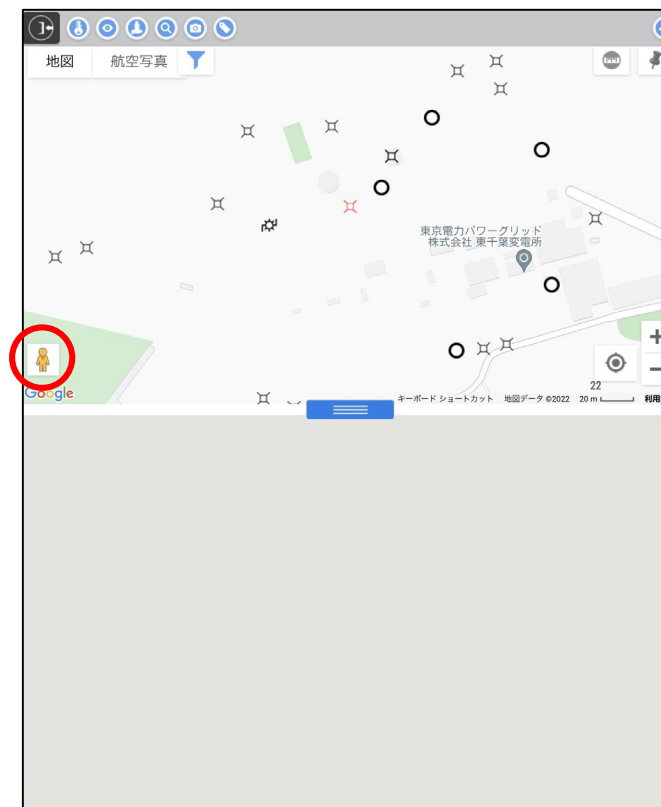 地図 航空写真
東京電力パワーグリッド
株式会社 東千葉変電所
22
Google
キーボード ショートカット 地図データ ©2022 20 m 利用